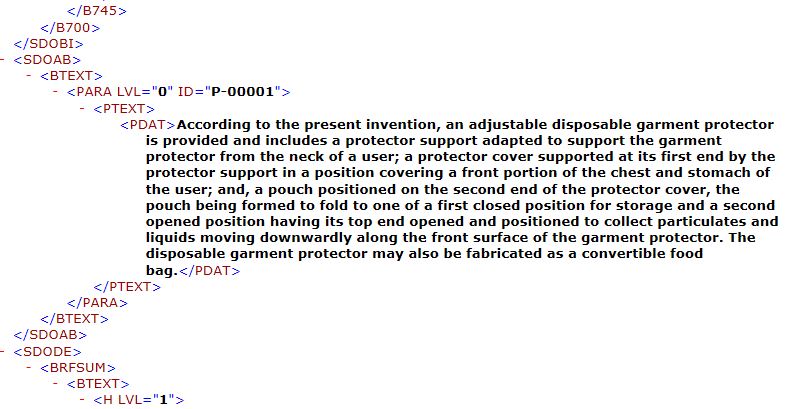 </B745>
</B700>
</SDOBI>
- <SDOAB>
- <BTEXT>
- <PARA LVL="0" ID="P-00001">
- <PTEXT>
<PDAT>According to the present invention, an adjustable disposable garment protector
is provided and includes a protector support adapted to support the garment
protector from the neck of a user; a protector cover supported at its first end by the
protector support in a position covering a front portion of the chest and stomach of
the user; and, a pouch positioned on the second end of the protector cover, the
pouch being formed to fold to one of a first closed position for storage and a second
opened position having its top end opened and positioned to collect particulates and
liquids moving downwardly along the front surface of the garment protector. The
disposable garment protector may also be fabricated as a convertible food
bag.</PDAT>
</PTEXT>
</PARA>
</BTEXT>
</SDOAB>
- <SDODE>
- <BRFSUM>
- <BTEXT>
- <H LVL="1">